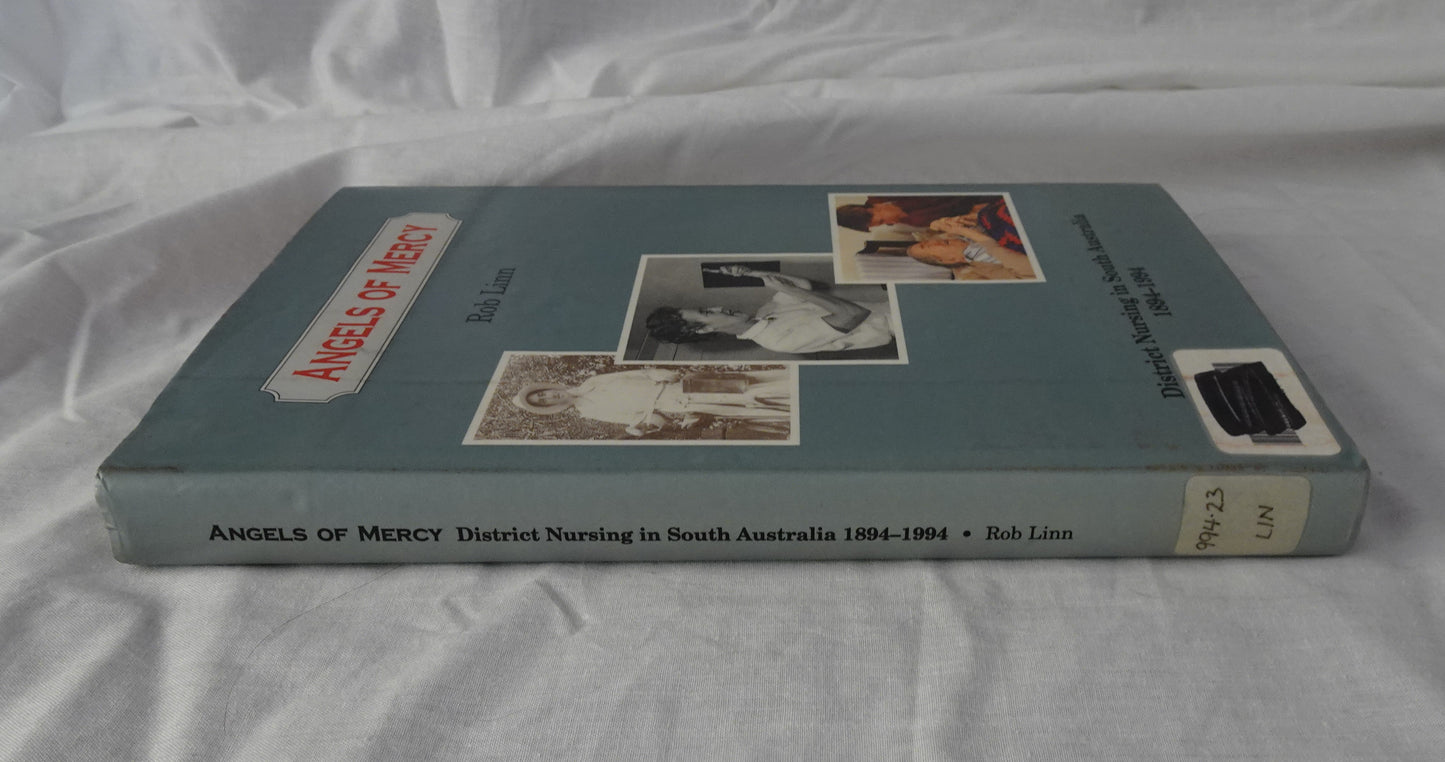 ANGELS OF MERCY
Rob Linn
District Nursing in South Australia
1894–1994
ANGELS OF MERCY District Nursing in South Australia 1894–1994 • Rob Linn
994.23
LIN